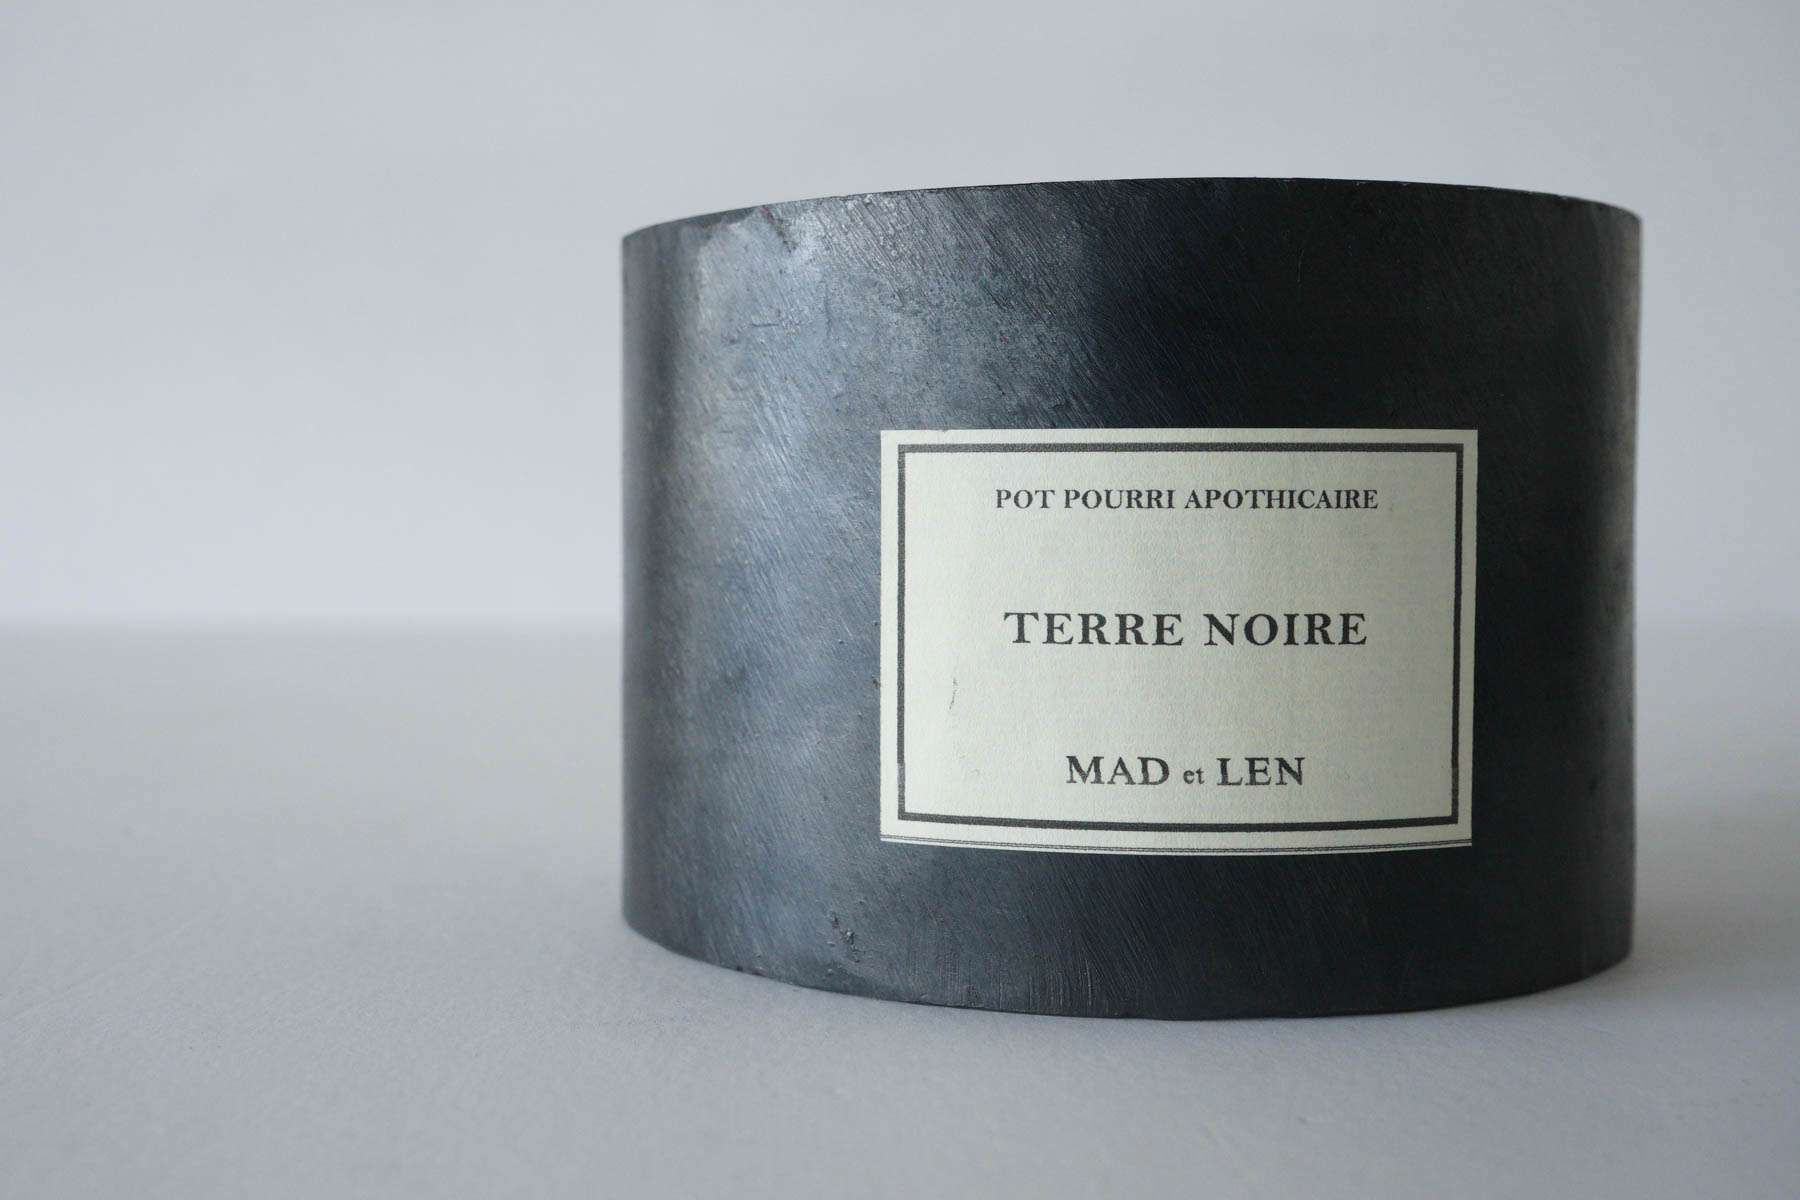 POT POURRI APOTHICAIRE
TERRE NOIRE
MAD et LEN